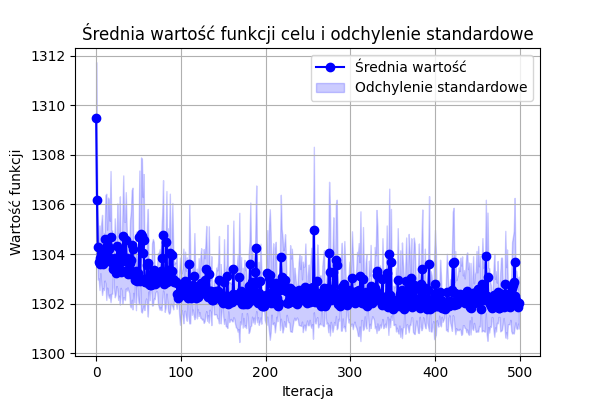 Średnia wartość funkcji celu i odchylenie standardowe
Średnia wartość
Odchylenie standardowe
Wartość funkcji
1312
1310
1308
1306
1304
1302
1300
0
100
200
300
400
500
Iteracja